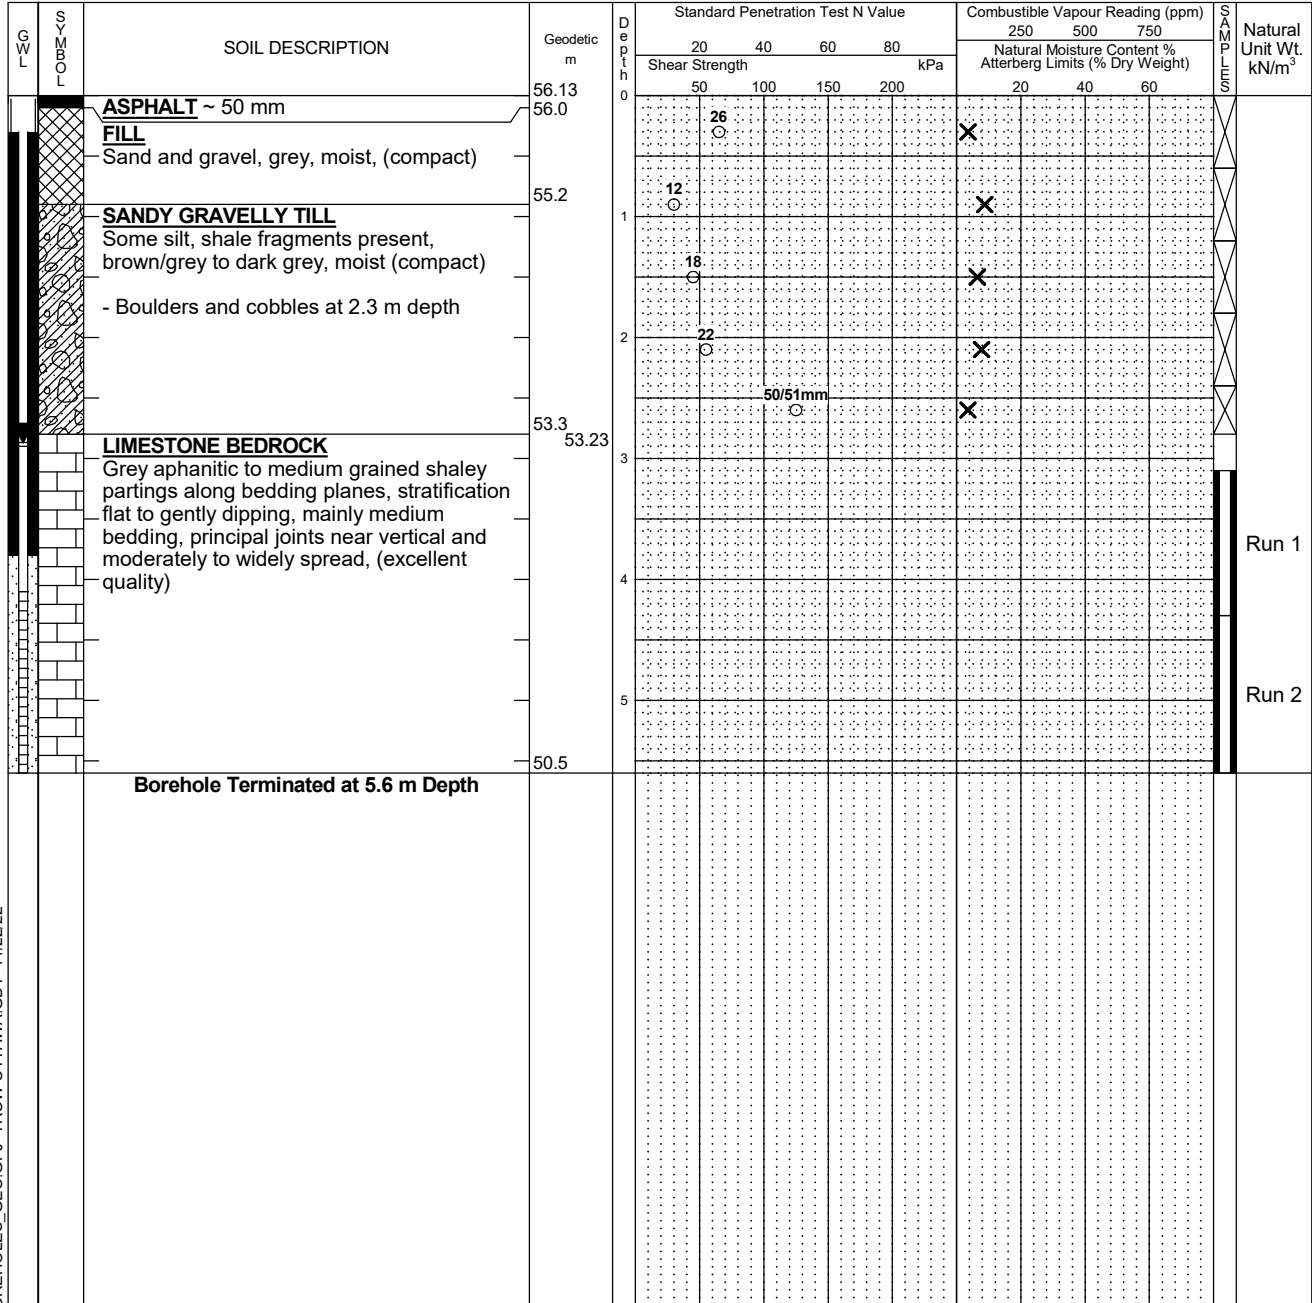 GWL
SYMBOL
SOIL DESCRIPTION
Geodetic
m
Depth
Standard Penetration Test N Value
20 40 60 80
Shear Strength kPa
50 100 150 200
Combustible Vapour Reading (ppm)
250 500 750
Natural Moisture Content %
Atterberg Limits (% Dry Weight)
20 40 60
SAMPLES
Natural
Unit Wt.
kN/m³
56.13
0
ASPHALT ~ 50 mm
56.0
26
FILL
Sand and gravel, grey, moist, (compact)
12
55.2
SANDY GRAVELLY TILL
1
Some silt, shale fragments present,
brown/grey to dark grey, moist (compact)
18
- Boulders and cobbles at 2.3 m depth
22
2
50/51mm
53.3
53.23
LIMESTONE BEDROCK
3
Grey aphanitic to medium grained shaley
partings along bedding planes, stratification
flat to gently dipping, mainly medium
bedding, principal joints near vertical and
moderately to widely spread, (excellent
quality)
Run 1
4
Run 2
5
50.5
Borehole Terminated at 5.6 m Depth